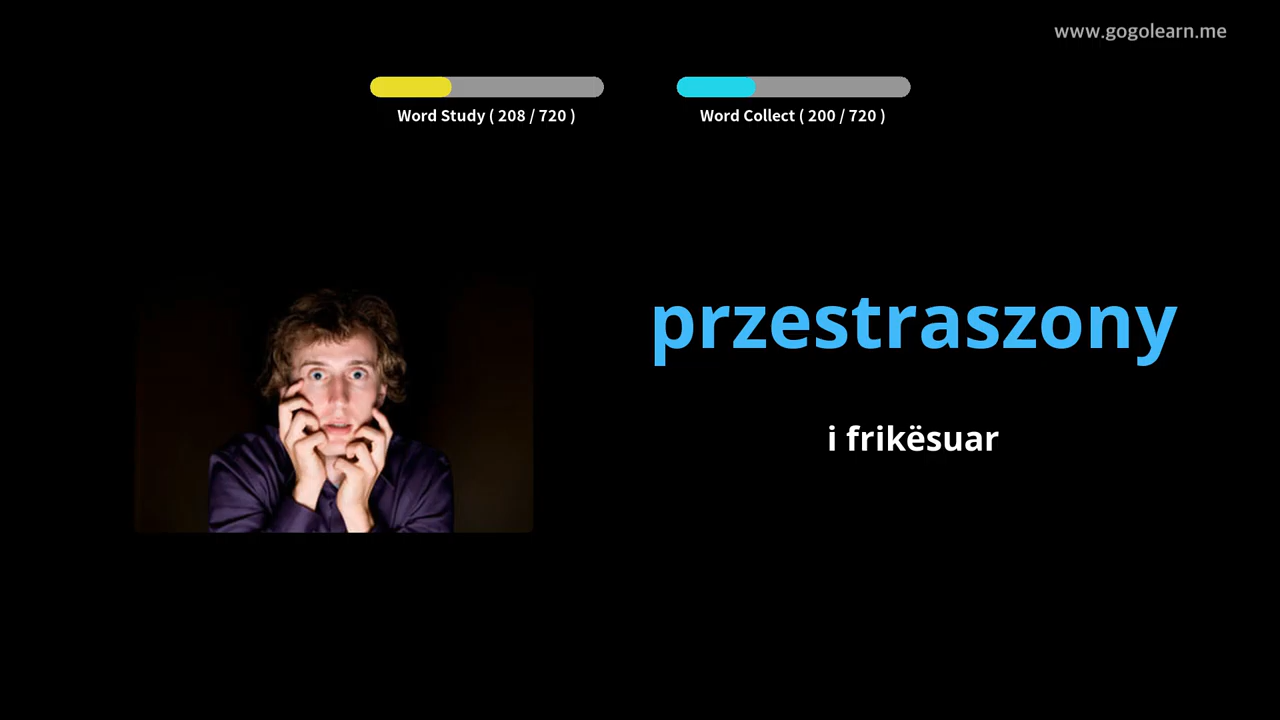 www.gogolearn.me
Word Study ( 208 / 720 )
Word Collect ( 200 / 720 )
przestraszony
i frikësuar